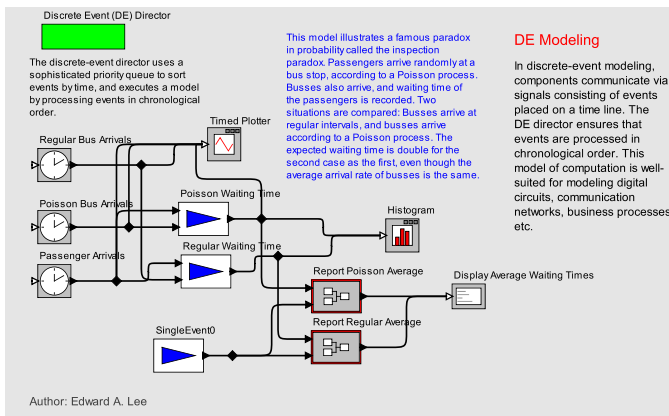 Discrete Event (DE) Director
The discrete-event director uses a
sophisticated priority queue to sort
events by time, and executes a model
by processing events in chronological
order.
This model illustrates a famous paradox
in probability called the inspection
paradox. Passengers arrive randomly at a
bus stop, according to a Poisson process.
Busses also arrive, and waiting time of
the passengers is recorded. Two
situations are compared: Busses arrive at
regular intervals, and busses arrive
according to a Poisson process. The
expected waiting time is double for the
second case as the first, even though the
average arrival rate of busses is the same.
DE Modeling
In discrete-event modeling,
components communicate via
signals consisting of events
placed on a time line. The
DE director ensures that
events are processed in
chronological order. This
model of computation is well-
suited for modeling digital
circuits, communication
networks, business processes
etc.
Timed Plotter
Regular Bus Arrivals
Poisson Waiting Time
Poisson Bus Arrivals
Histogram
Regular Waiting Time
Passenger Arrivals
Report Poisson Average
Display Average Waiting Times
Report Regular Average
SingleEvent0
Author: Edward A. Lee